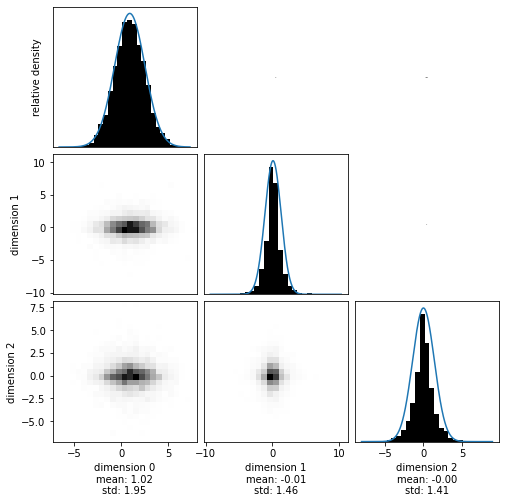 relative density
dimension 1
10
5
0
−5
−10
dimension 2
7.5
5.0
2.5
0.0
−2.5
−5.0
−5 0 5
−10 0 10
−5 0 5
dimension 0
mean: 1.02
std: 1.95
dimension 1
mean: -0.01
std: 1.46
dimension 2
mean: -0.00
std: 1.41